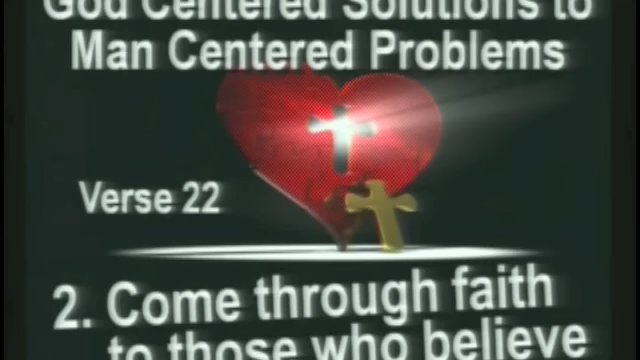 God Centered Solutions to
Man Centered Problems
Verse 22
2. Come through faith
to those who believe